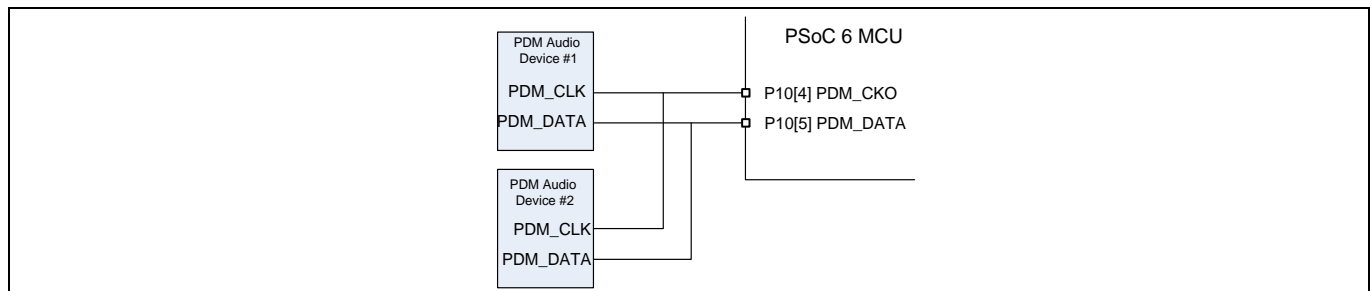 PDM Audio
Device #1
PDM_CLK
PDM_DATA
PSoC 6 MCU
P10[4] PDM_CKO
P10[5] PDM_DATA
PDM Audio
Device #2
PDM_CLK
PDM_DATA